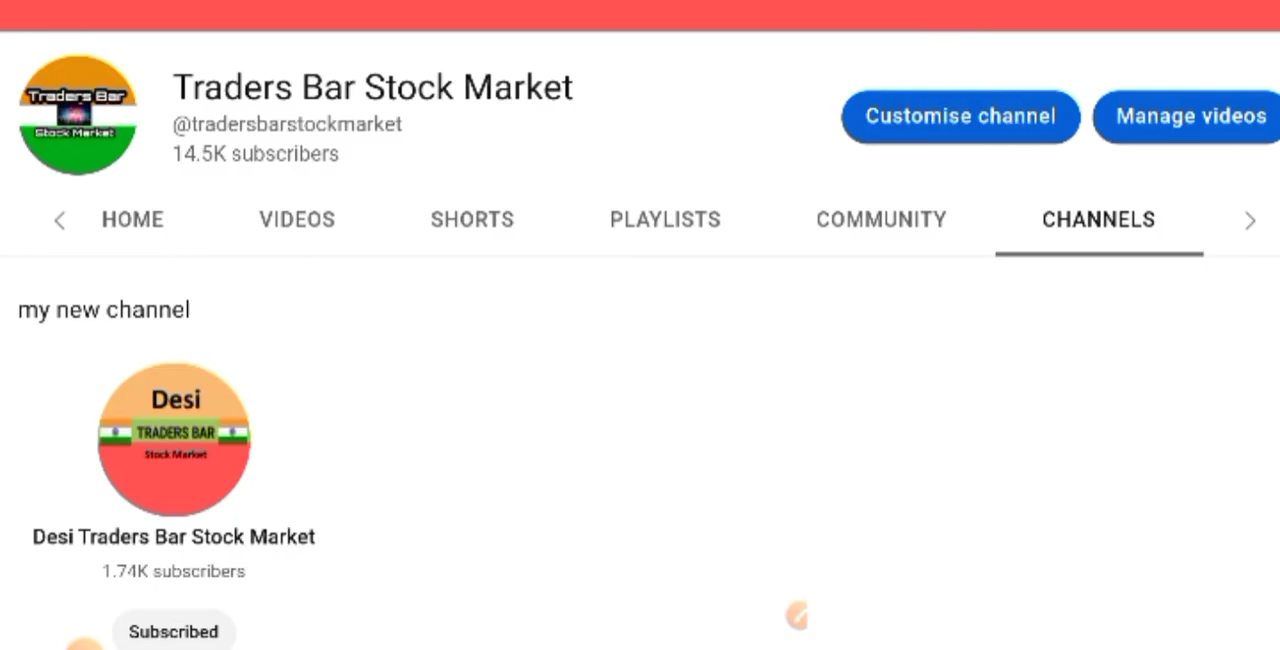 Traders Bar
Stock Market
Traders Bar Stock Market
@tradersbarstockmarket
14.5K subscribers
Customise channel
Manage videos
HOME
VIDEOS
SHORTS
PLAYLISTS
COMMUNITY
CHANNELS
my new channel
Desi
TRADERS BAR
Stock Market
Desi Traders Bar Stock Market
1.74K subscribers
Subscribed